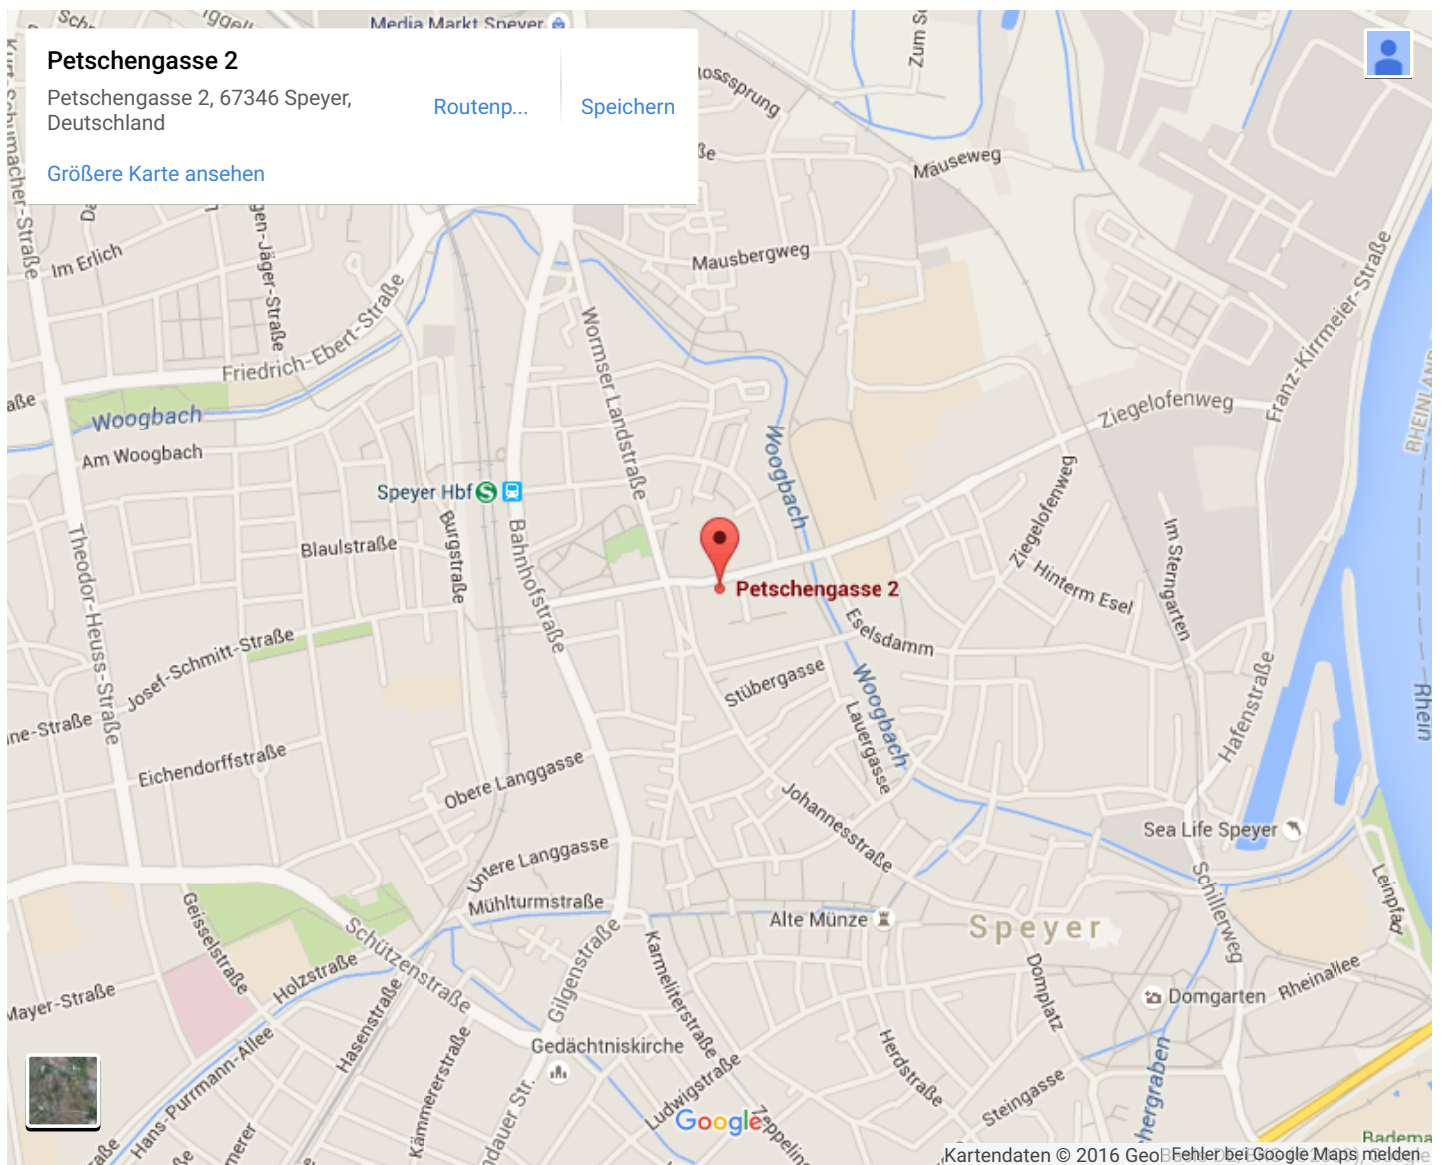 Media Markt Speyer
Petschengasse 2
Petschengasse 2, 67346 Speyer,
Deutschland
Routenp...
Speichern
Größere Karte ansehen
Mäuseweg
Im Erlich
Mausbergweg
Friedrich-Ebert-Straße
Wormser Landstraße
Franz-Kirrmeier-Straße
Woogbach
Am Woogbach
Ziegelofenweg
Woogbach
Speyer Hbf
Ziegelofenweg
Blaulstraße
Burgstraße
Bahnhofstraße
Theodor-Heuss-Straße
Petschengasse 2
Hinterm Esel
Im Sterngarten
Eselsdamm
Josef-Schmitt-Straße
Stübergasse
Woogbach
Lauergasse
Hafenstraße
Rhein
Eichendorffstraße
Obere Langgasse
Johannesstraße
Sea Life Speyer
Untere Langgasse
Mühlturmstraße
Alte Münze
Speyer
Schillerweg
Leinpfad
Geisselstraße
Schützenstraße
Holzstraße
Gilgenstraße
Karmeliterstraße
Domplatz
Domgarten
Rheinallee
Mayer-Straße
Hasenstraße
Hans-Purrmann-Allee
Kämmererstraße
Gedächtniskirche
Ludwigstraße
Herdstraße
Steingasse
Google
Kartendaten © 2016 Geo
Fehler bei Google Maps melden